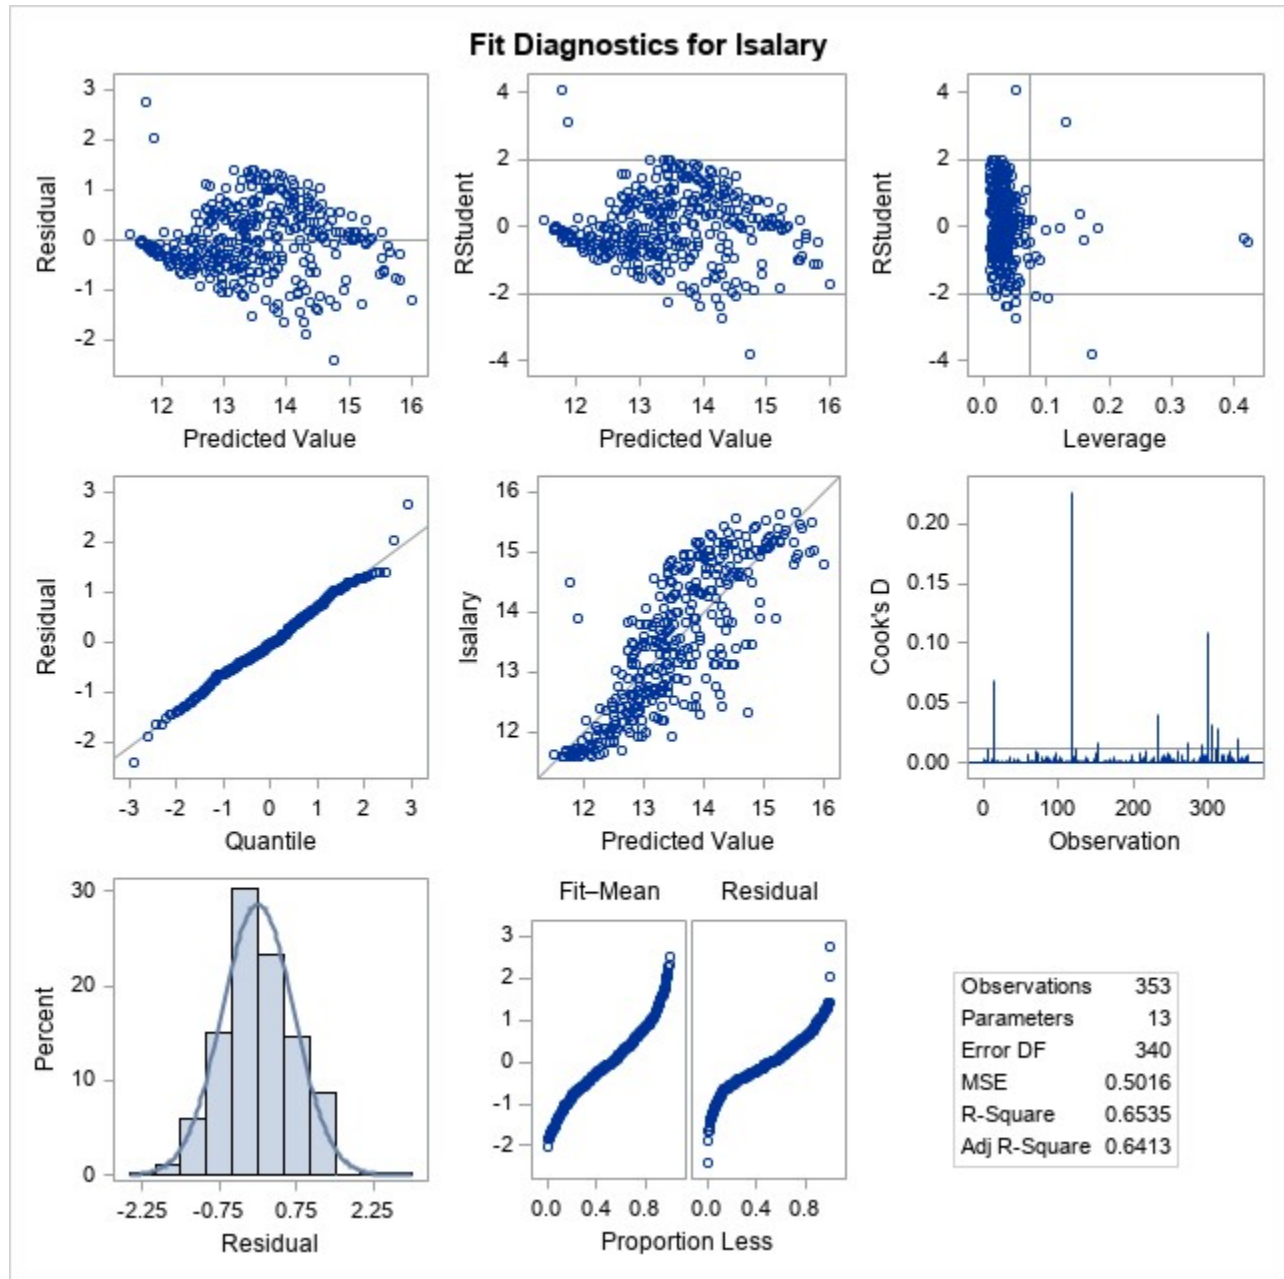 Fit Diagnostics for lsalary
3
2
1
0
-1
-2
Residual
12 13 14 15 16
Predicted Value
4
2
0
-2
-4
RStudent
12 13 14 15 16
Predicted Value
4
2
0
-2
-4
RStudent
0.0 0.1 0.2 0.3 0.4
Leverage
3
2
1
0
-1
-2
Residual
-3 -2 -1 0 1 2 3
Quantile
16
15
14
13
12
lsalary
12 13 14 15 16
Predicted Value
0.20
0.15
0.10
0.05
0.00
Cook's D
0 100 200 300
Observation
30
20
10
0
Percent
-2.25 -0.75 0.75 2.25
Residual
Fit–Mean Residual
3
2
1
0
-1
-2
0.0 0.4 0.8 0.0 0.4 0.8
Proportion Less
Observations 353
Parameters 13
Error DF 340
MSE 0.5016
R-Square 0.6535
Adj R-Square 0.6413